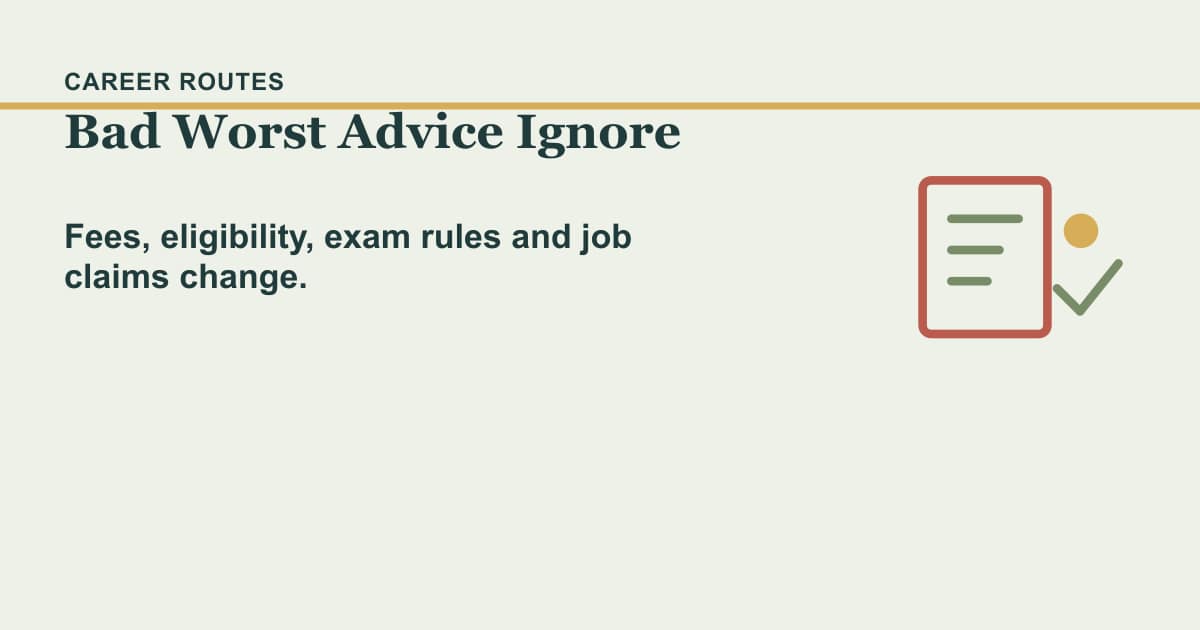 CAREER ROUTES
Bad Worst Advice Ignore
Fees, eligibility, exam rules and job
claims change.